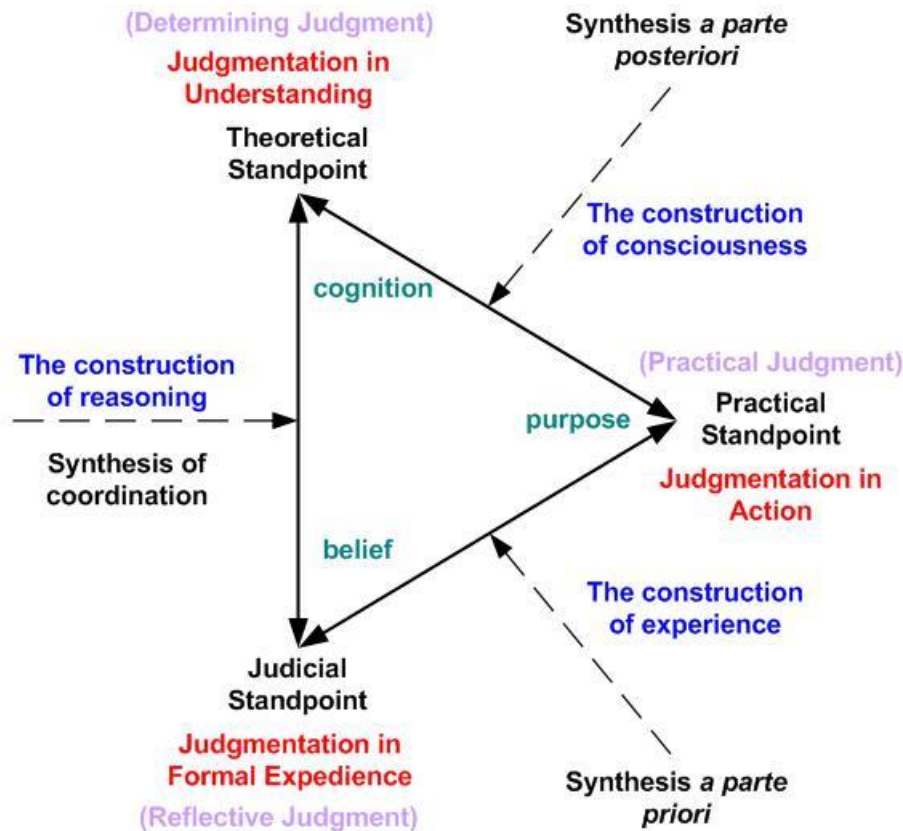 (Determining Judgment)
Judgmentation in
Understanding
Theoretical
Standpoint
Synthesis a parte
posteriori
The construction
of consciousness
cognition
The construction
of reasoning
Synthesis of
coordination
purpose
(Practical Judgment)
Practical
Standpoint
Judgmentation in
Action
belief
The construction
of experience
Judicial
Standpoint
Judgmentation in
Formal Expedience
(Reflective Judgment)
Synthesis a parte
priori